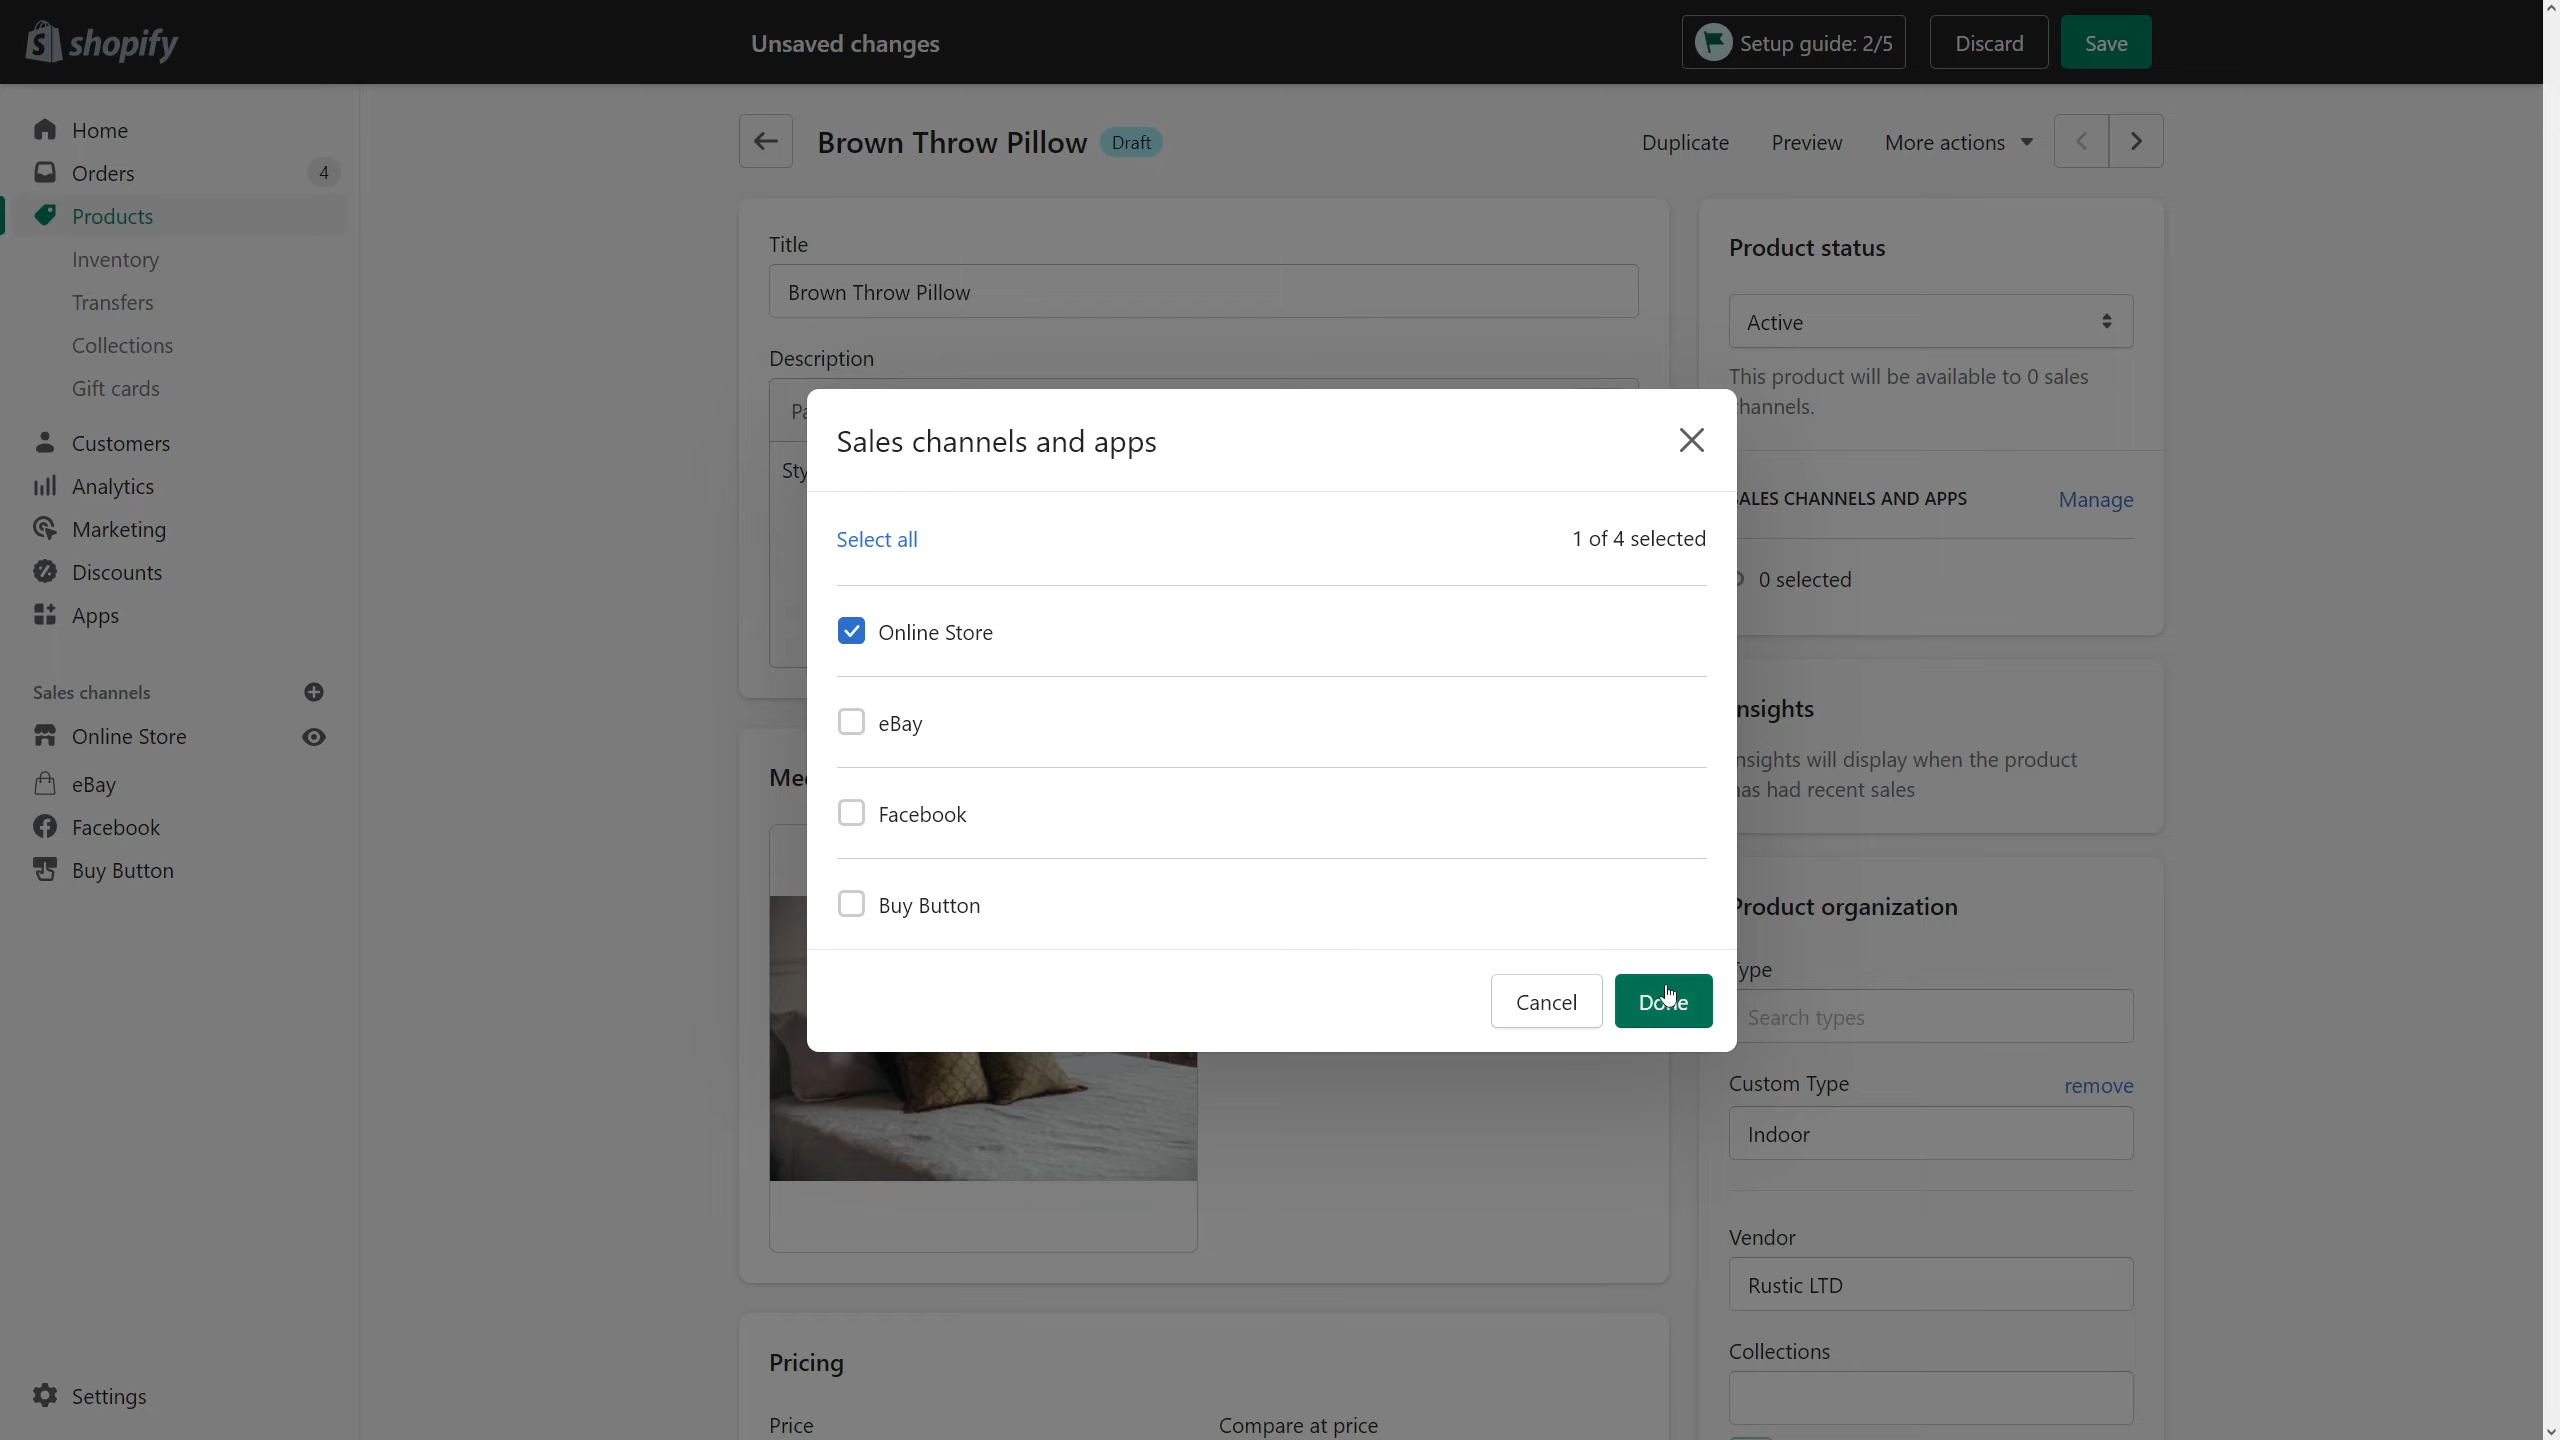 shopify
Unsaved changes
Setup guide: 2/5
Discard
Save
Home
Orders
4
Products
Inventory
Transfers
Collections
Gift cards
Customers
Analytics
Marketing
Discounts
Apps
Sales channels
Online Store
eBay
Facebook
Buy Button
Settings
Brown Throw Pillow
Draft
Duplicate
Preview
More actions
Title
Brown Throw Pillow
Description
Sales channels and apps
Select all
1 of 4 selected
Online Store
eBay
Facebook
Buy Button
Cancel
Done
Pricing
Price
Compare at price
Product status
Active
This product will be available to 0 sales
hannels.
ALES CHANNELS AND APPS
Manage
0 selected
nsights
nsights will display when the product
as had recent sales
Product organization
ype
Search types
Custom Type
remove
Indoor
Vendor
Rustic LTD
Collections